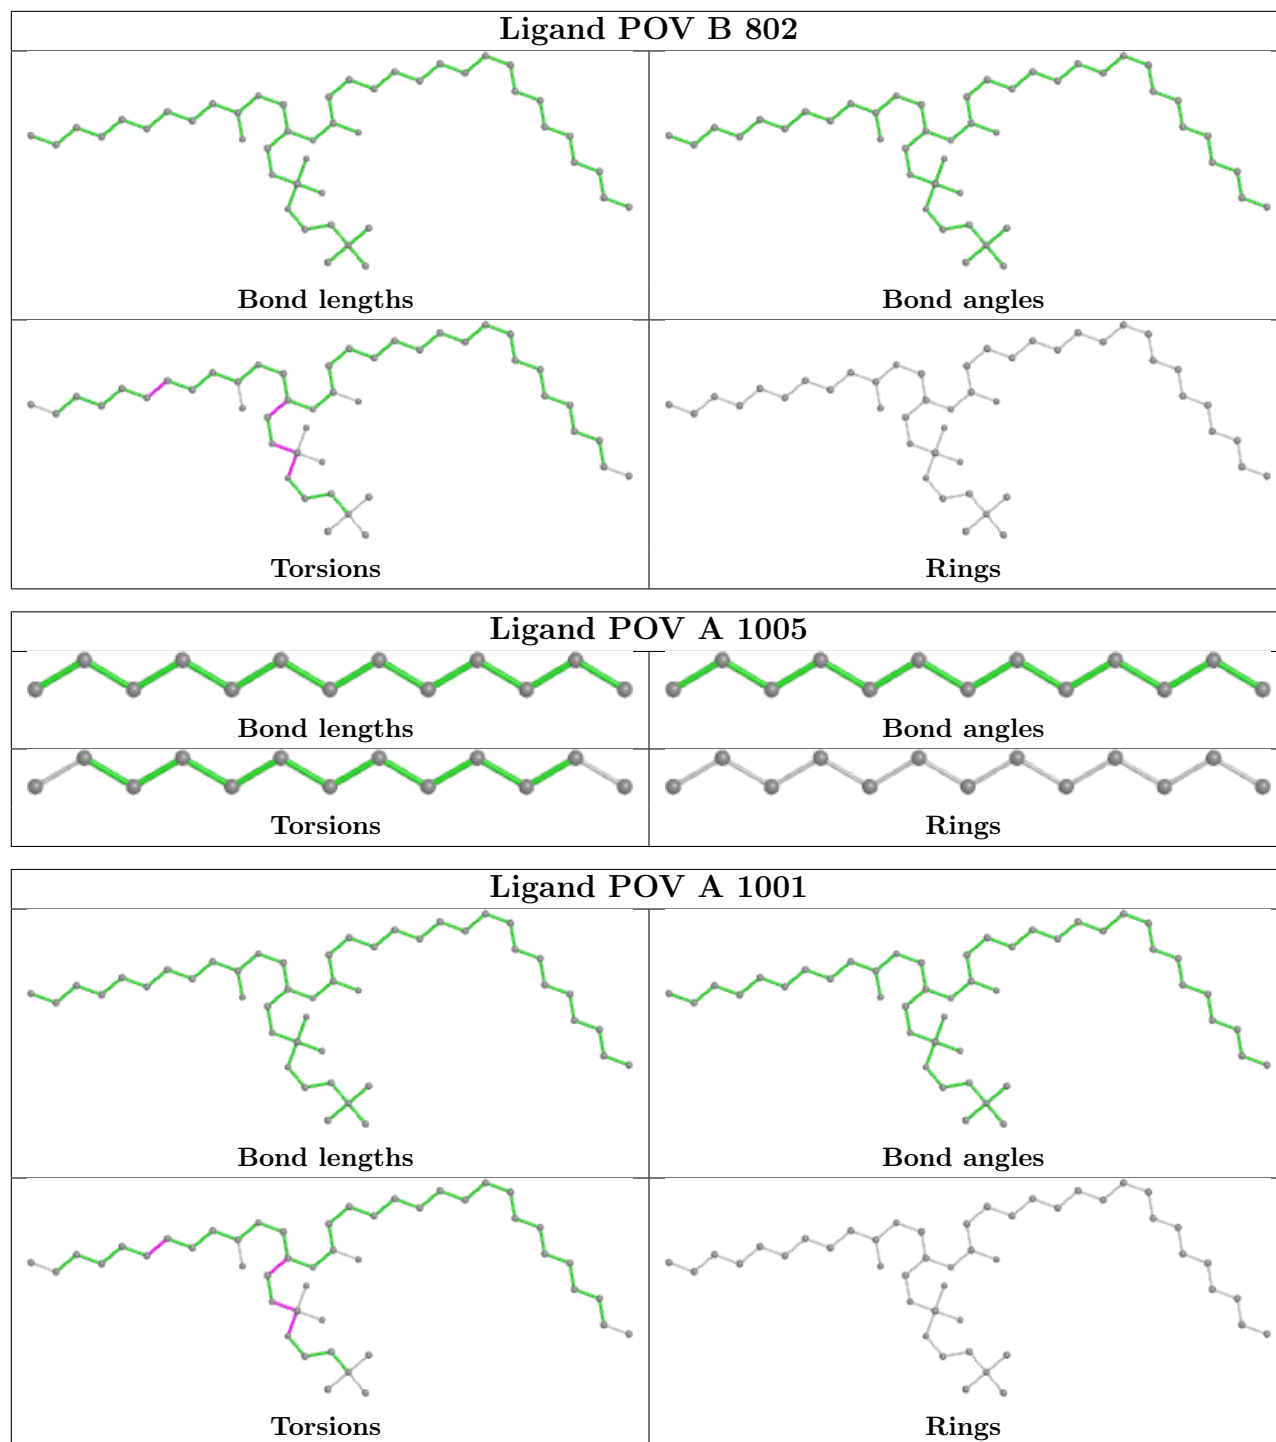 Ligand POV B 802
Bond lengths
Bond angles
Torsions
Rings
Ligand POV A 1005
Bond lengths
Bond angles
Torsions
Rings
Ligand POV A 1001
Bond lengths
Bond angles
Torsions
Rings